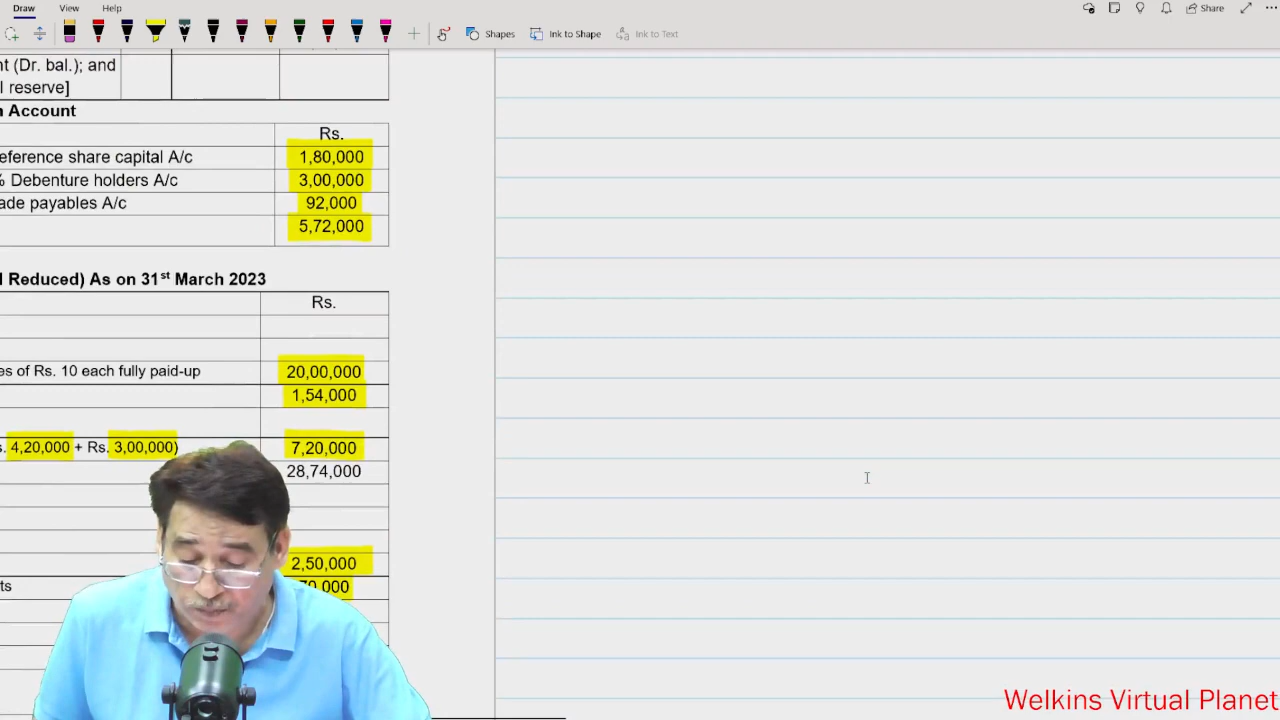 Draw View Help
Share
Shapes Ink to Shape Ink to Text
t (Dr. bal.); and
l reserve]
n Account
Rs.
eference share capital A/c 1,80,000
% Debenture holders A/c 3,00,000
ade payables A/c 92,000
5,72,000
l Reduced) As on 31st March 2023
Rs.
es of Rs. 10 each fully paid-up 20,00,000
1,54,000
s. 4,20,000 + Rs. 3,00,000) 7,20,000
28,74,000
2,50,000
ts
Welkins Virtual Planet